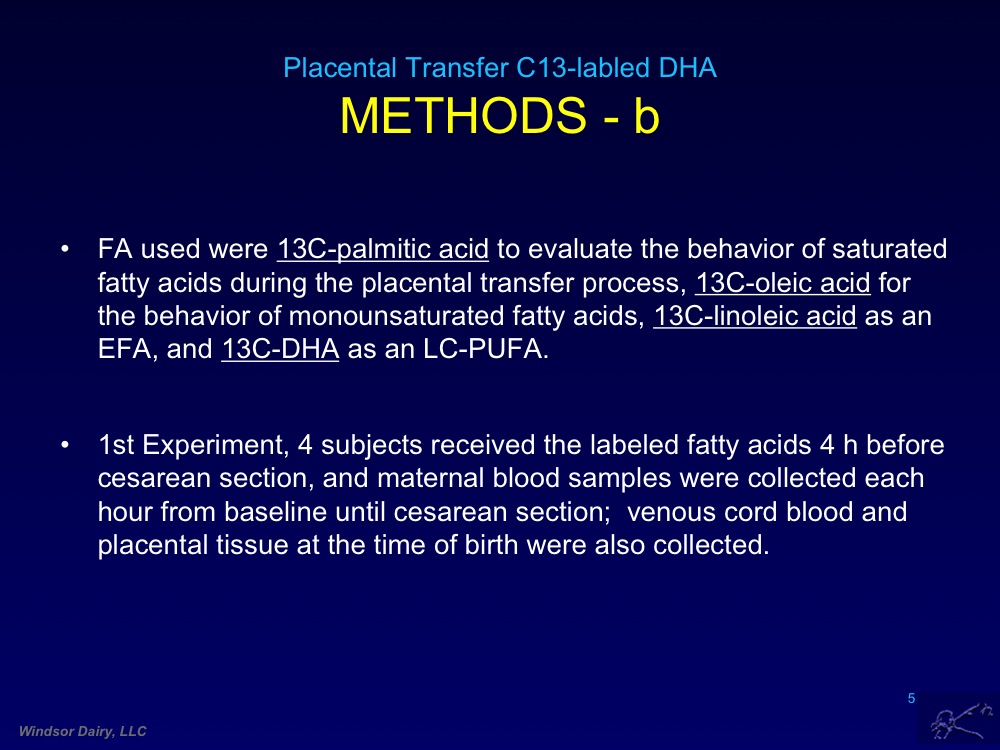 Placental Transfer C13-labled DHA
METHODS - b
• FA used were 13C-palmitic acid to evaluate the behavior of saturated
fatty acids during the placental transfer process, 13C-oleic acid for
the behavior of monounsaturated fatty acids, 13C-linoleic acid as an
EFA, and 13C-DHA as an LC-PUFA.
• 1st Experiment, 4 subjects received the labeled fatty acids 4 h before
cesarean section, and maternal blood samples were collected each
hour from baseline until cesarean section;  venous cord blood and
placental tissue at the time of birth were also collected.
5
Windsor Dairy, LLC